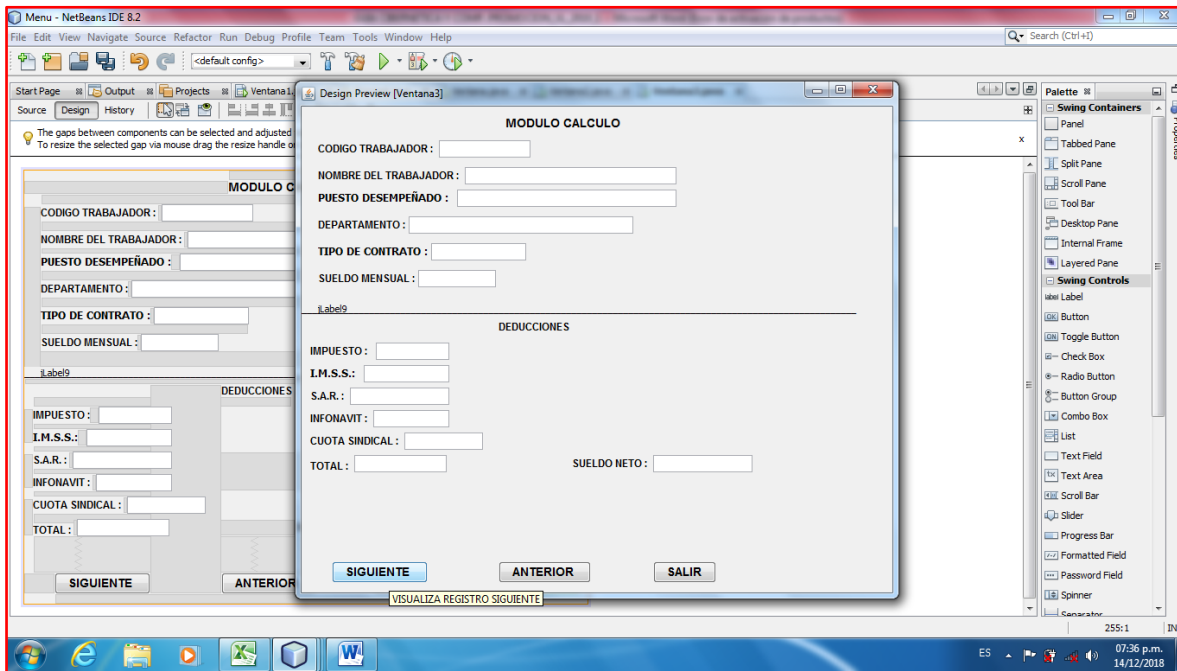 Menu - NetBeans IDE 8.2
File Edit View Navigate Source Refactor Run Debug Profile Team Tools Window Help
Search (Ctrl+I)
<default config>
Start Page Output Projects Ventana1.
Source Design History
The gaps between components can be selected and adjusted
To resize the selected gap via mouse drag the resize handle o
x
MODULO C
CODIGO TRABAJADOR :
NOMBRE DEL TRABAJADOR :
PUESTO DESEMPEÑADO :
DEPARTAMENTO :
TIPO DE CONTRATO :
SUELDO MENSUAL :
jLabel9
DEDUCCIONES
IMPUESTO :
I.M.S.S.:
S.A.R. :
INFONAVIT :
CUOTA SINDICAL :
TOTAL :
SIGUIENTE
ANTERIOR
Design Preview [Ventana3]
MODULO CALCULO
CODIGO TRABAJADOR :
NOMBRE DEL TRABAJADOR :
PUESTO DESEMPEÑADO :
DEPARTAMENTO :
TIPO DE CONTRATO :
SUELDO MENSUAL :
jLabel9
DEDUCCIONES
IMPUESTO :
I.M.S.S.:
S.A.R. :
INFONAVIT :
CUOTA SINDICAL :
TOTAL :
SUELDO NETO :
SIGUIENTE
ANTERIOR
SALIR
VISUALIZA REGISTRO SIGUIENTE
Palette
Swing Containers
Panel
Tabbed Pane
Split Pane
Scroll Pane
Tool Bar
Desktop Pane
Internal Frame
Layered Pane
Swing Controls
label Label
OK Button
ON Toggle Button
Check Box
Radio Button
Button Group
Combo Box
List
Text Field
Text Area
Scroll Bar
Slider
Progress Bar
Formatted Field
Password Field
Spinner
Separator
Properties
255:1
IN
ES
07:36 p.m.
14/12/2018